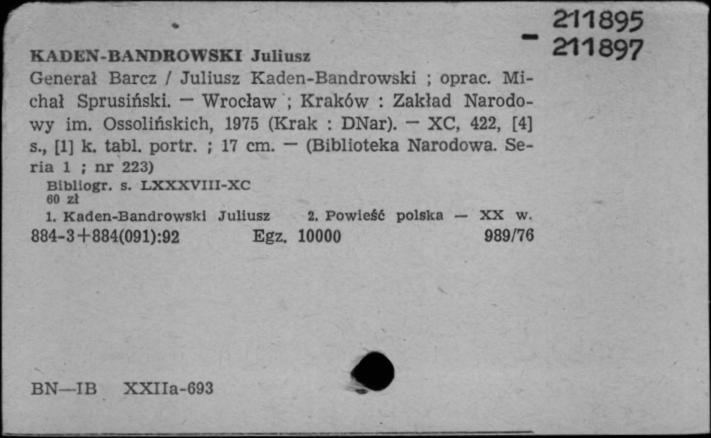 211895
- 211897
KADEN-BANDROWSKI Juliusz
Generał Barcz / Juliusz Kaden-Bandrowski ; oprac. Mi-
chał Sprusiński. — Wrocław ; Kraków : Zakład Narodo-
wy im. Ossolińskich, 1975 (Krak : DNar). — XC, 422, [4]
s., [1] k. tabl. portr. ; 17 cm. — (Biblioteka Narodowa. Se-
ria 1 ; nr 223)
Bibliogr. s. LXXXVIII-XC
60 zł
1. Kaden-Bandrowski Juliusz 2. Powieść polska — XX w.
884-3+884(091):92 Egz. 10000 989/76
BN—IB XXIIa-693